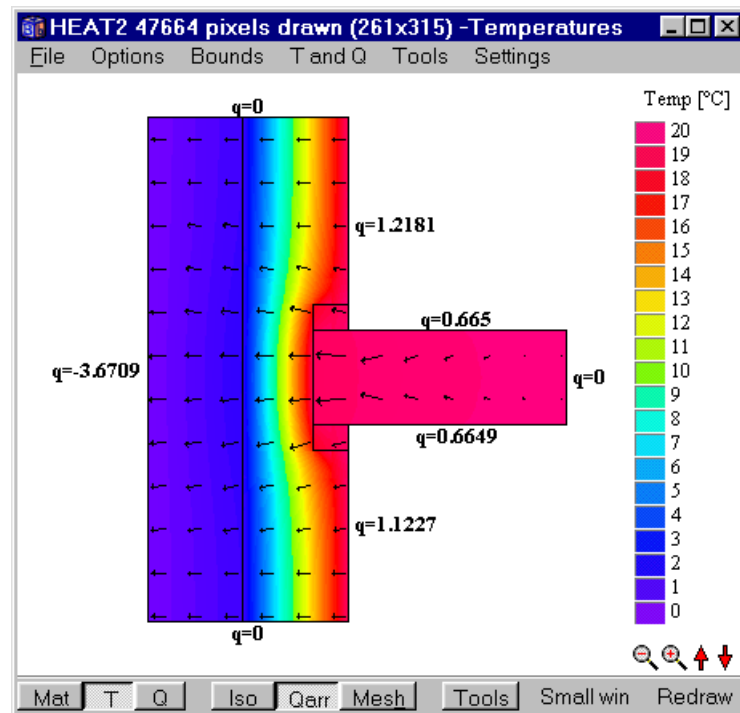 HEAT2 47664 pixels drawn (261x315) -Temperatures
File Options Bounds T and Q Tools Settings
Temp [°C]
q=0
20
19
18
17
16
15
14
13
12
11
10
9
8
7
6
5
4
3
2
1
0
q=1.2181
q=0.665
q=-3.6709
q=0
q=0.6649
q=1.1227
q=0
Mat T Q Iso Qarr Mesh Tools Small win Redraw